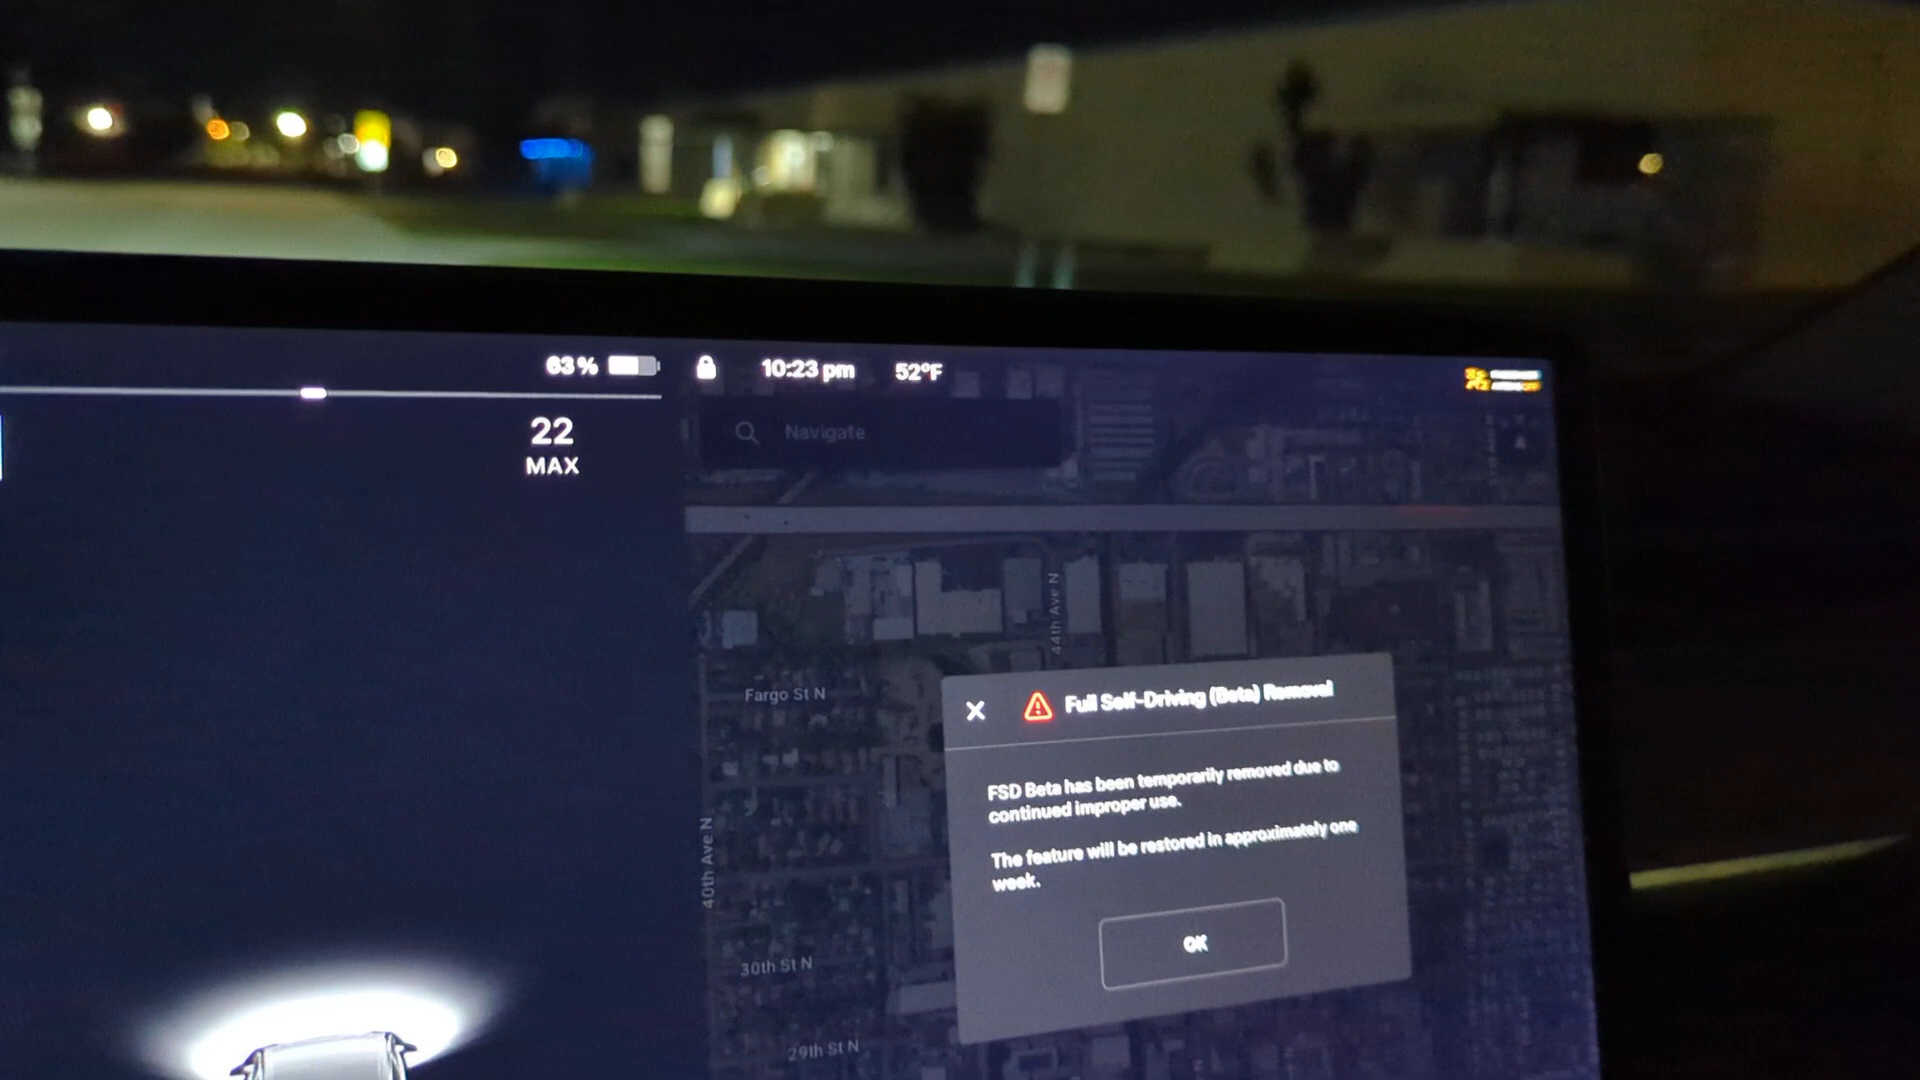 63% 10:23 pm 52°F
22
MAX
Navigate
44th Ave N
Fargo St N
Full Self-Driving (Beta) Removal
FSD Beta has been temporarily removed due to
continued improper use.
The feature will be restored in approximately one
week.
OK
40th Ave N
30th St N
29th St N